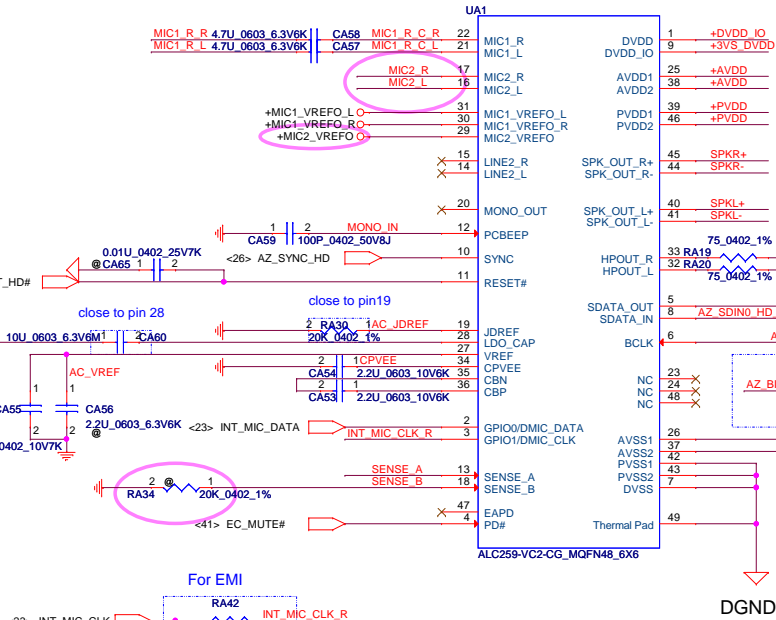 UA1
MIC1_R_R 4.7U_0603_6.3V6K CA58 MIC1_R_C_R 22 MIC1_R DVDD 1 +DVDD_IO
MIC1_R_L 4.7U_0603_6.3V6K CA57 MIC1_R_C_L 21 MIC1_L DVDD_IO 9 +3VS_DVDD
MIC2_R 17 MIC2_R AVDD1 25 +AVDD
MIC2_L 16 MIC2_L AVDD2 38 +AVDD
+MIC1_VREFO_L 31 MIC1_VREFO_L PVDD1 39 +PVDD
+MIC1_VREFO_R 30 MIC1_VREFO_R PVDD2 46 +PVDD
+MIC2_VREFO 29 MIC2_VREFO
15 LINE2_R SPK_OUT_R+ 45 SPKR+
14 LINE2_L SPK_OUT_R- 44 SPKR-
20 MONO_OUT SPK_OUT_L+ 40 SPKL+
SPK_OUT_L- 41 SPKL-
1 2 MONO_IN 12 PCBEEP
CA59 100P_0402_50V8J
75_0402_1%
<26> AZ_SYNC_HD 10 SYNC HPOUT_R 33 RA19
0.01U_0402_25V7K
@ CA65 1 2 HPOUT_L 32 RA20
75_0402_1%
T_HD# 11 RESET#
SDATA_OUT 5
SDATA_IN 8 AZ_SDIN0_HD
close to pin 28
close to pin19
2 RA30 1 AC_JDREF 19 JDREF
20K_0402_1%
10U_0603_6.3V6M 1 2 CA60 28 LDO_CAP BCLK 6
27 VREF
AC_VREF
2 1 CPVEE 34 CPVEE
CA54 2.2U_0603_10V6K 35 CBN NC 23
2 1 36 CBP NC 24
CA53 2.2U_0603_10V6K NC 48
AZ_B
1 1
CA55 CA56
2 2
2.2U_0603_6.3V6K
@
0402_10V7K
<23> INT_MIC_DATA 2 GPIO0/DMIC_DATA
INT_MIC_CLK_R 3 GPIO1/DMIC_CLK
AVSS1 26
AVSS2 37
PVSS1 42
PVSS2 43
DVSS 7
SENSE_A 13 SENSE_A
2 @ 1 SENSE_B 18 SENSE_B
RA34 20K_0402_1%
47 EAPD
<41> EC_MUTE# 4 PD# Thermal Pad 49
ALC259-VC2-CG_MQFN48_6X6
For EMI
DGND
RA42
INT_MIC_CLK INT_MIC_CLK_R